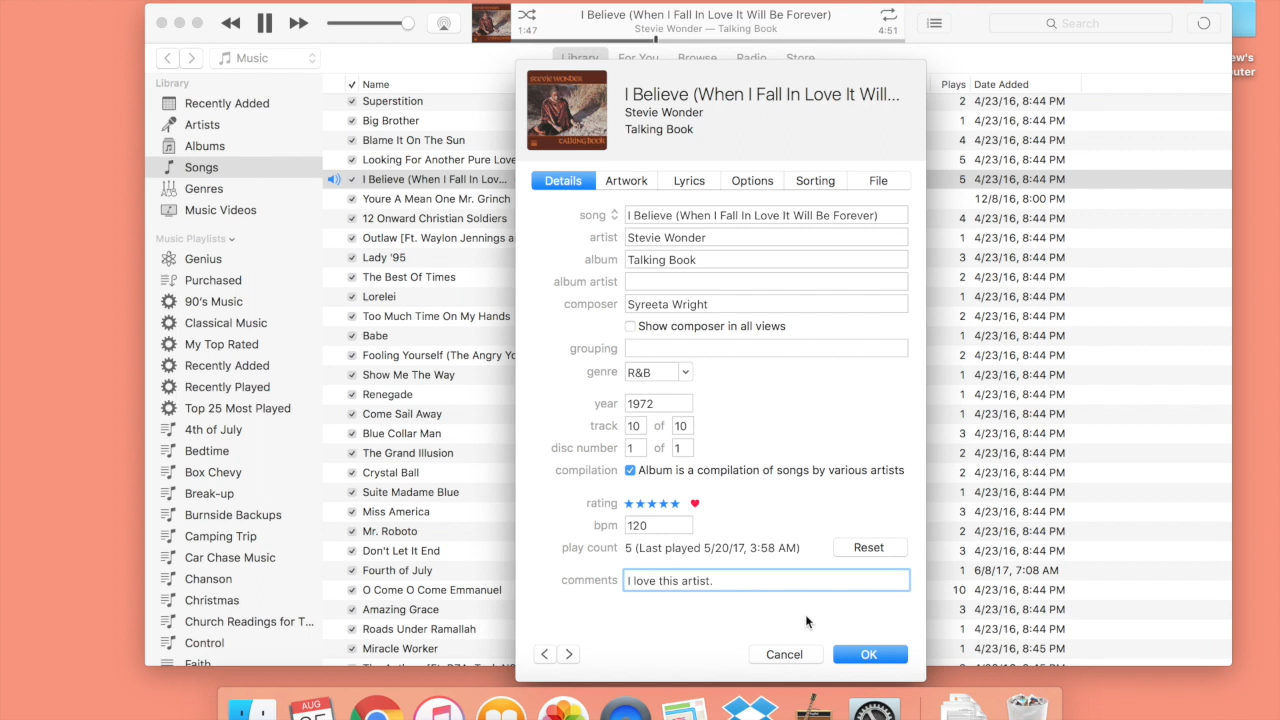 I Believe (When I Fall In Love It Will Be Forever)
1:47
Stevie Wonder — Talking Book
4:51
Search
Music
Library For You Browse Radio Store
Library
Recently Added
Artists
Albums
Songs
Genres
Music Videos
Music Playlists
Genius
Purchased
90's Music
Classical Music
My Top Rated
Recently Added
Recently Played
Top 25 Most Played
4th of July
Bedtime
Box Chevy
Break-up
Burnside Backups
Camping Trip
Car Chase Music
Chanson
Christmas
Church Readings for T...
Control
Faith
Name
Superstition
Big Brother
Blame It On The Sun
Looking For Another Pure Love
I Believe (When I Fall In Lov...
Youre A Mean One Mr. Grinch
12 Onward Christian Soldiers
Outlaw [Ft. Waylon Jennings a
Lady '95
The Best Of Times
Lorelei
Too Much Time On My Hands
Babe
Fooling Yourself (The Angry Yo
Show Me The Way
Renegade
Come Sail Away
Blue Collar Man
The Grand Illusion
Crystal Ball
Suite Madame Blue
Miss America
Mr. Roboto
Don't Let It End
Fourth of July
O Come O Come Emmanuel
Amazing Grace
Roads Under Ramallah
Miracle Worker
STEVIE WONDER
TALKING BOOK
I Believe (When I Fall In Love It Will...
Stevie Wonder
Talking Book
Details Artwork Lyrics Options Sorting File
song I Believe (When I Fall In Love It Will Be Forever)
artist Stevie Wonder
album Talking Book
album artist
composer Syreeta Wright
Show composer in all views
grouping
genre R&B
year 1972
track 10 of 10
disc number 1 of 1
compilation Album is a compilation of songs by various artists
rating
bpm 120
play count 5 (Last played 5/20/17, 3:58 AM) Reset
comments I love this artist.
Cancel OK
Plays Date Added
2 4/23/16, 8:44 PM
1 4/23/16, 8:44 PM
4 4/23/16, 8:44 PM
5 4/23/16, 8:44 PM
5 4/23/16, 8:44 PM
12/8/16, 8:00 PM
4 4/23/16, 8:44 PM
1 4/23/16, 8:44 PM
3 4/23/16, 8:44 PM
2 4/23/16, 8:44 PM
1 4/23/16, 8:44 PM
2 4/23/16, 8:44 PM
1 4/23/16, 8:44 PM
2 4/23/16, 8:44 PM
1 4/23/16, 8:44 PM
1 4/23/16, 8:44 PM
2 4/23/16, 8:44 PM
3 4/23/16, 8:44 PM
2 4/23/16, 8:44 PM
2 4/23/16, 8:44 PM
1 4/23/16, 8:44 PM
3 4/23/16, 8:44 PM
2 4/23/16, 8:44 PM
3 4/23/16, 8:44 PM
1 6/8/17, 7:08 AM
10 4/23/16, 8:44 PM
3 4/23/16, 8:44 PM
1 4/23/16, 8:44 PM
1 4/23/16, 8:45 PM
ew's
puter
AUG